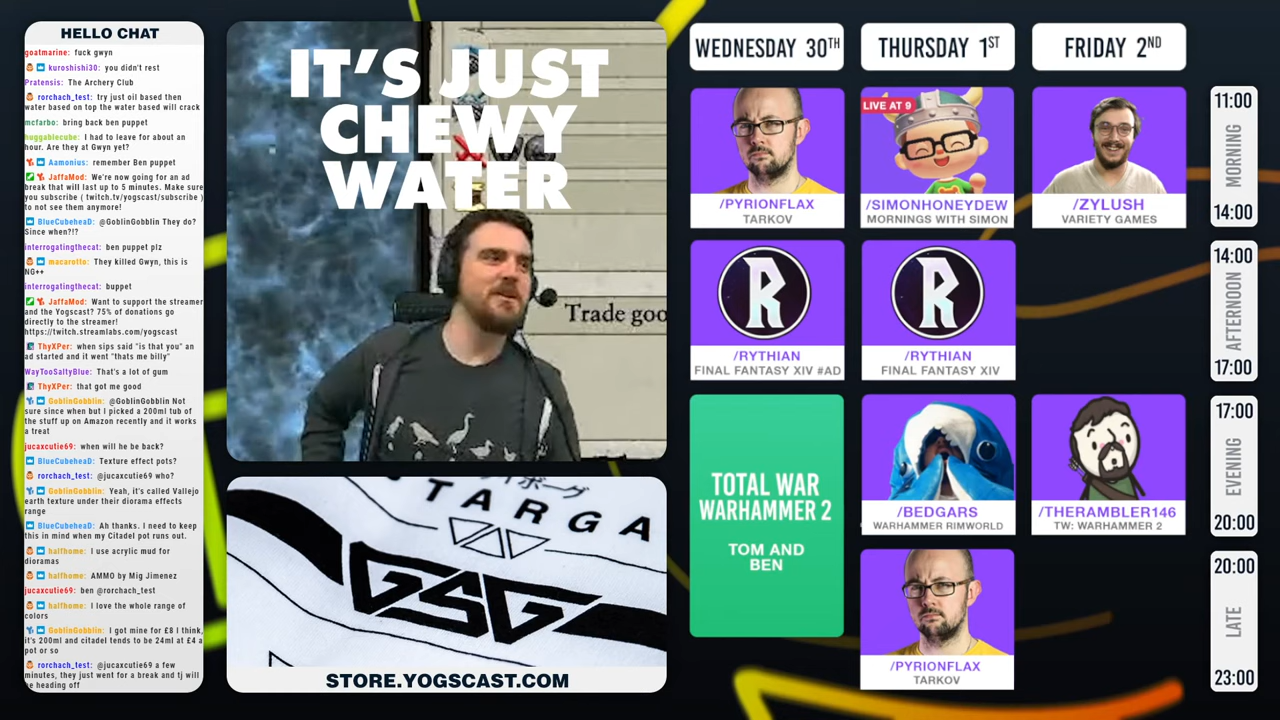 HELLO CHAT
goatmarine: fuck gwyn
kuroshishi30: you didn't rest
Pratensis: The Archery Club
rorchach_test: try just oil based then
water based on top the water based will crack
mcfarbo: bring back ben puppet
huggablecube: I had to leave for about an
hour. Are they at Gwyn yet?
Aamonius: remember Ben puppet
JaffaMod: We're now going for an ad
break that will last up to 5 minutes. Make sure
you subscribe ( twitch.tv/yogscast/subscribe )
to not see them anymore!
BlueCubeheaD: @GoblinGobblin They do?
Since when?!?
interrogatingthecat: ben puppet plz
macarotto: They killed Gwyn, this is
NG++
interrogatingthecat: buppet
JaffaMod: Want to support the streamer
and the Yogscast? 75% of donations go
directly to the streamer!
https://twitch.streamlabs.com/yogscast
ThyXPer: when sips said "is that you" an
ad started and it went "thats me billy"
WayTooSaltyBlue: That's a lot of gum
ThyXPer: that got me good
GoblinGobblin: @GoblinGobblin Not
sure since when but I picked a 200ml tub of
the stuff up on Amazon recently and it works
a treat
jucaxcutie69: when will he be back?
BlueCubeheaD: Texture effect pots?
rorchach_test: @jucaxcutie69 who?
GoblinGobblin: Yeah, it's called Vallejo
earth texture under their diorama effects
range
BlueCubeheaD: Ah thanks. I need to keep
this in mind when my Citadel pot runs out.
halfhome: I use acrylic mud for
dioramas
halfhome: AMMO by Mig Jimenez
jucaxcutie69: ben @rorchach_test
halfhome: I love the whole range of
colors
GoblinGobblin: I got mine for £8 I think,
it's 200ml and citadel tends to be 24ml at £4 a
pot or so
rorchach_test: @jucaxcutie69 a few
minutes, they just went for a break and tj will
be heading off
IT'S JUST
CHEWY
WATER
Trade goo
TARGA
GSG
STORE.YOGSCAST.COM
WEDNESDAY 30TH
THURSDAY 1ST
FRIDAY 2ND
/PYRIONFLAX
TARKOV
LIVE AT 9
/SIMONHONEYDEW
MORNINGS WITH SIMON
/ZYLUSH
VARIETY GAMES
11:00
MORNING
14:00
R
/RYTHIAN
FINAL FANTASY XIV #AD
R
/RYTHIAN
FINAL FANTASY XIV
14:00
AFTERNOON
17:00
TOTAL WAR
WARHAMMER 2
TOM AND
BEN
/BEDGARS
WARHAMMER RIMWORLD
/THERAMBLER146
TW: WARHAMMER 2
17:00
EVENING
20:00
/PYRIONFLAX
TARKOV
20:00
LATE
23:00